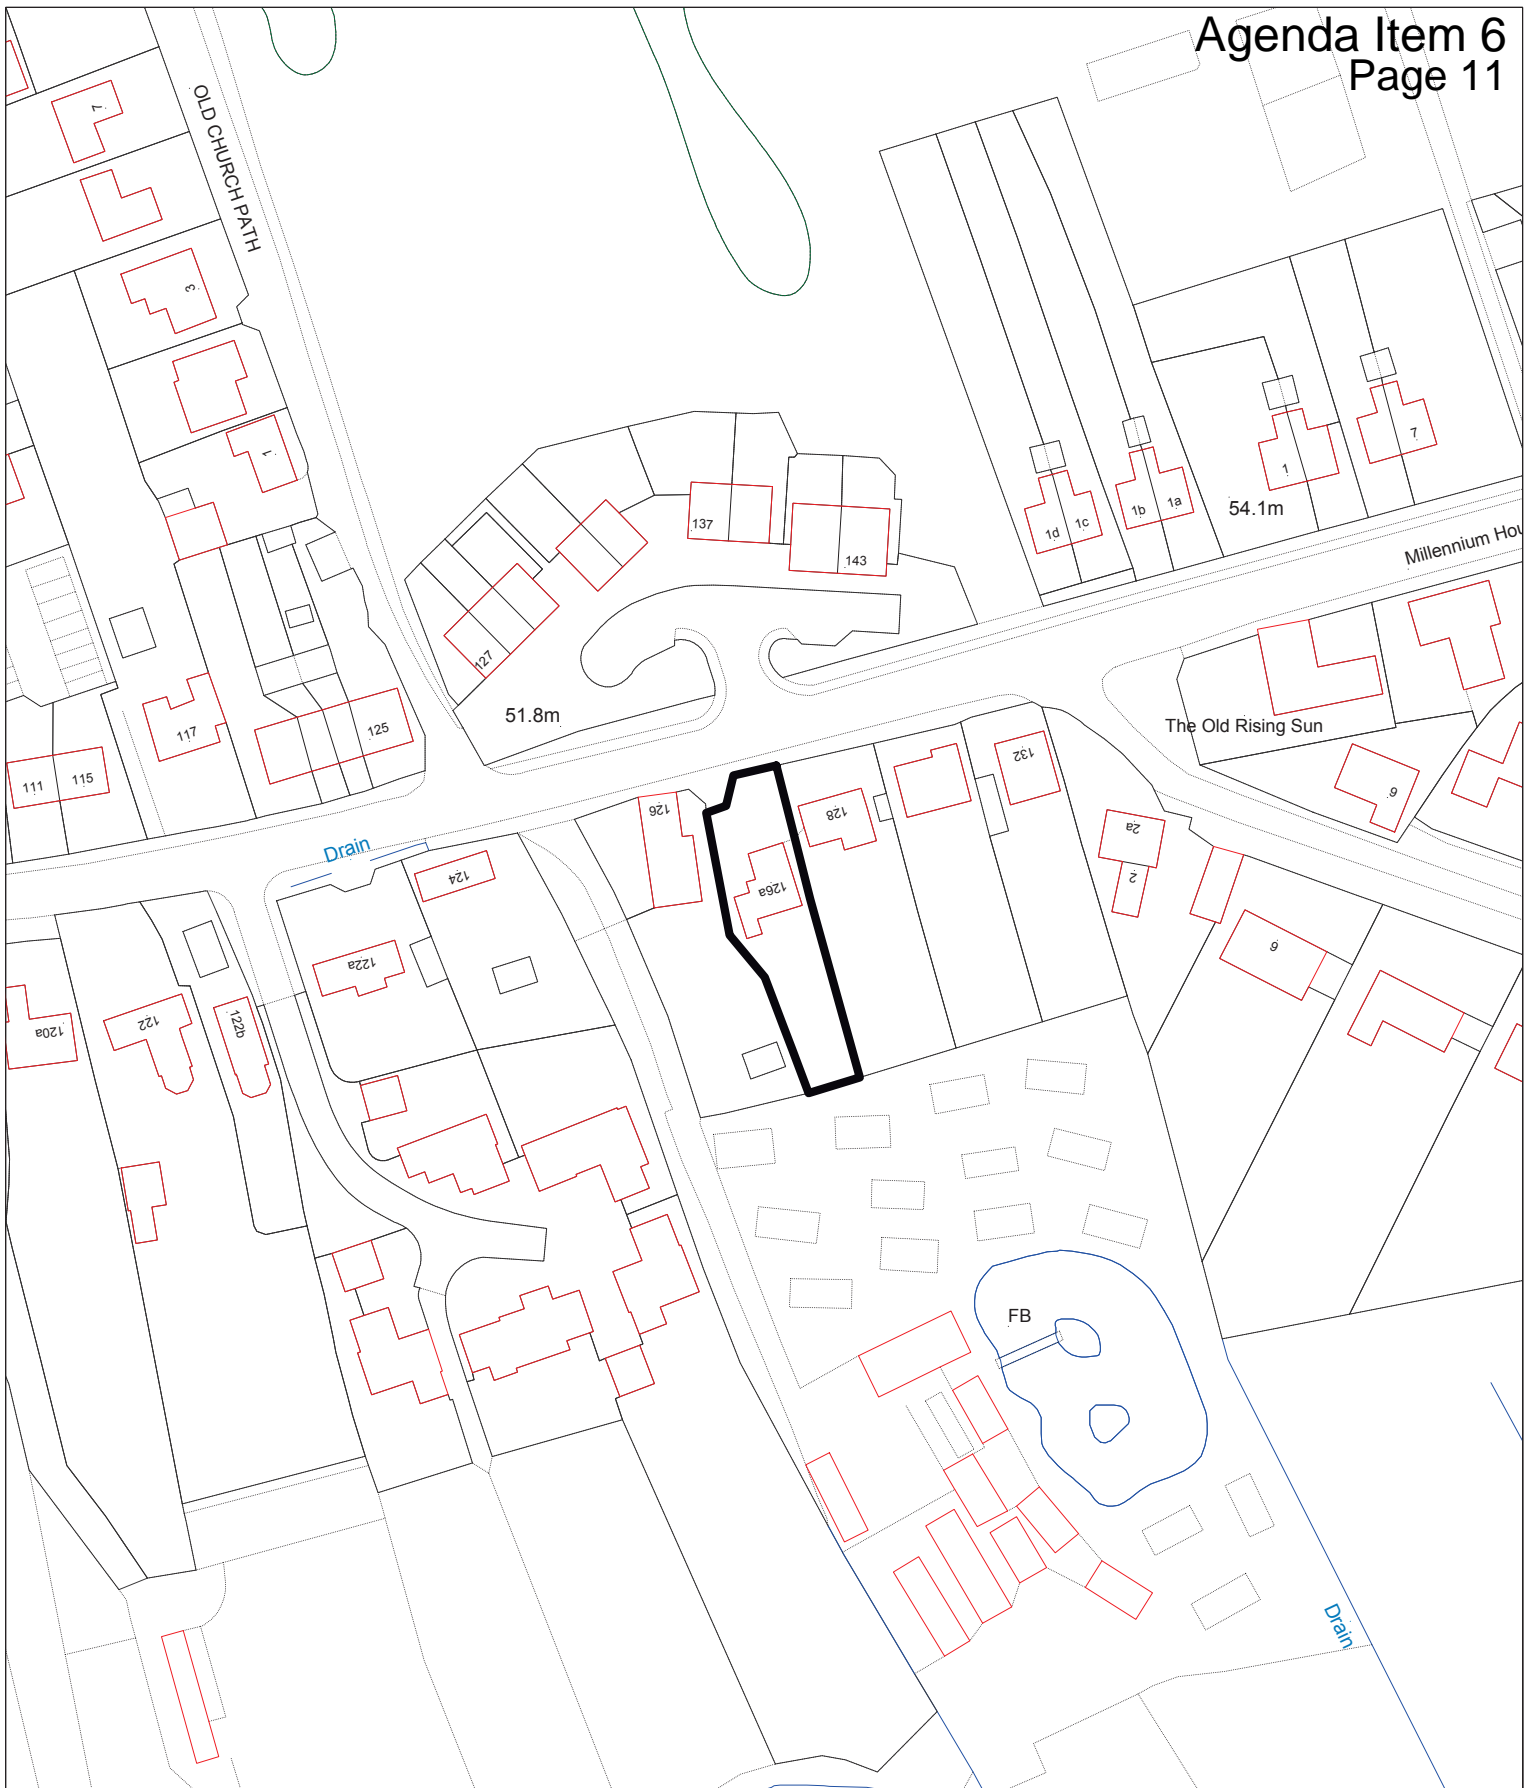 Agenda Item 6
Page 11
OLD CHURCH PATH
7
3
1
137
143
127
1d
1c
1b
1a
1
7
54.1m
Millennium Hou
51.8m
117
125
111
115
The Old Rising Sun
132
126
128
126a
Drain
124
122a
2a
2
6
6
120a
122
122b
FB
Drain